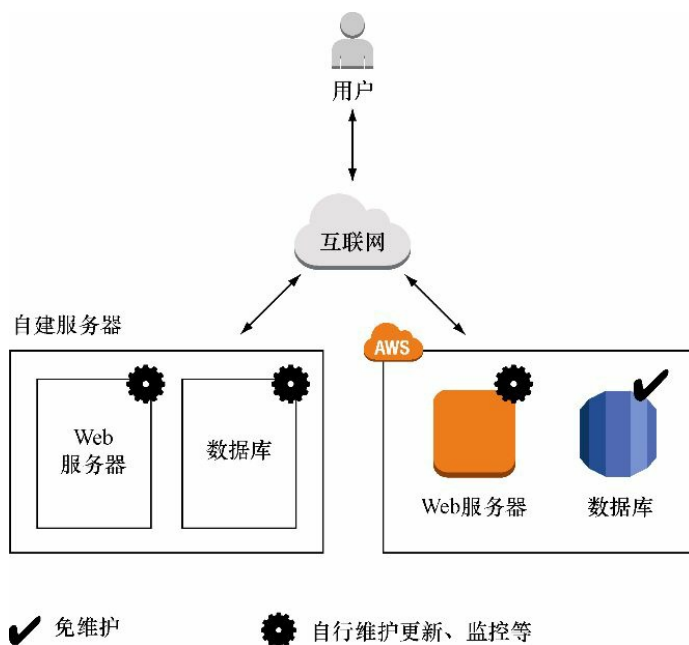 用户
互联网
自建服务器
AWS
Web
服务器
数据库
Web服务器
数据库
免维护
自行维护更新、监控等